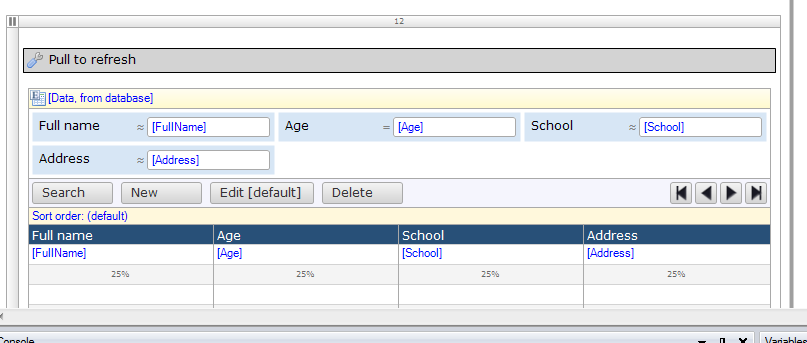 12
Pull to refresh
[Data, from database]
Full name ≈ [FullName] Age = [Age] School ≈ [School]
Address ≈ [Address]
Search New Edit [default] Delete
Sort order: (default)
Full name Age School Address
[FullName] [Age] [School] [Address]
25% 25% 25% 25%
Console Variables